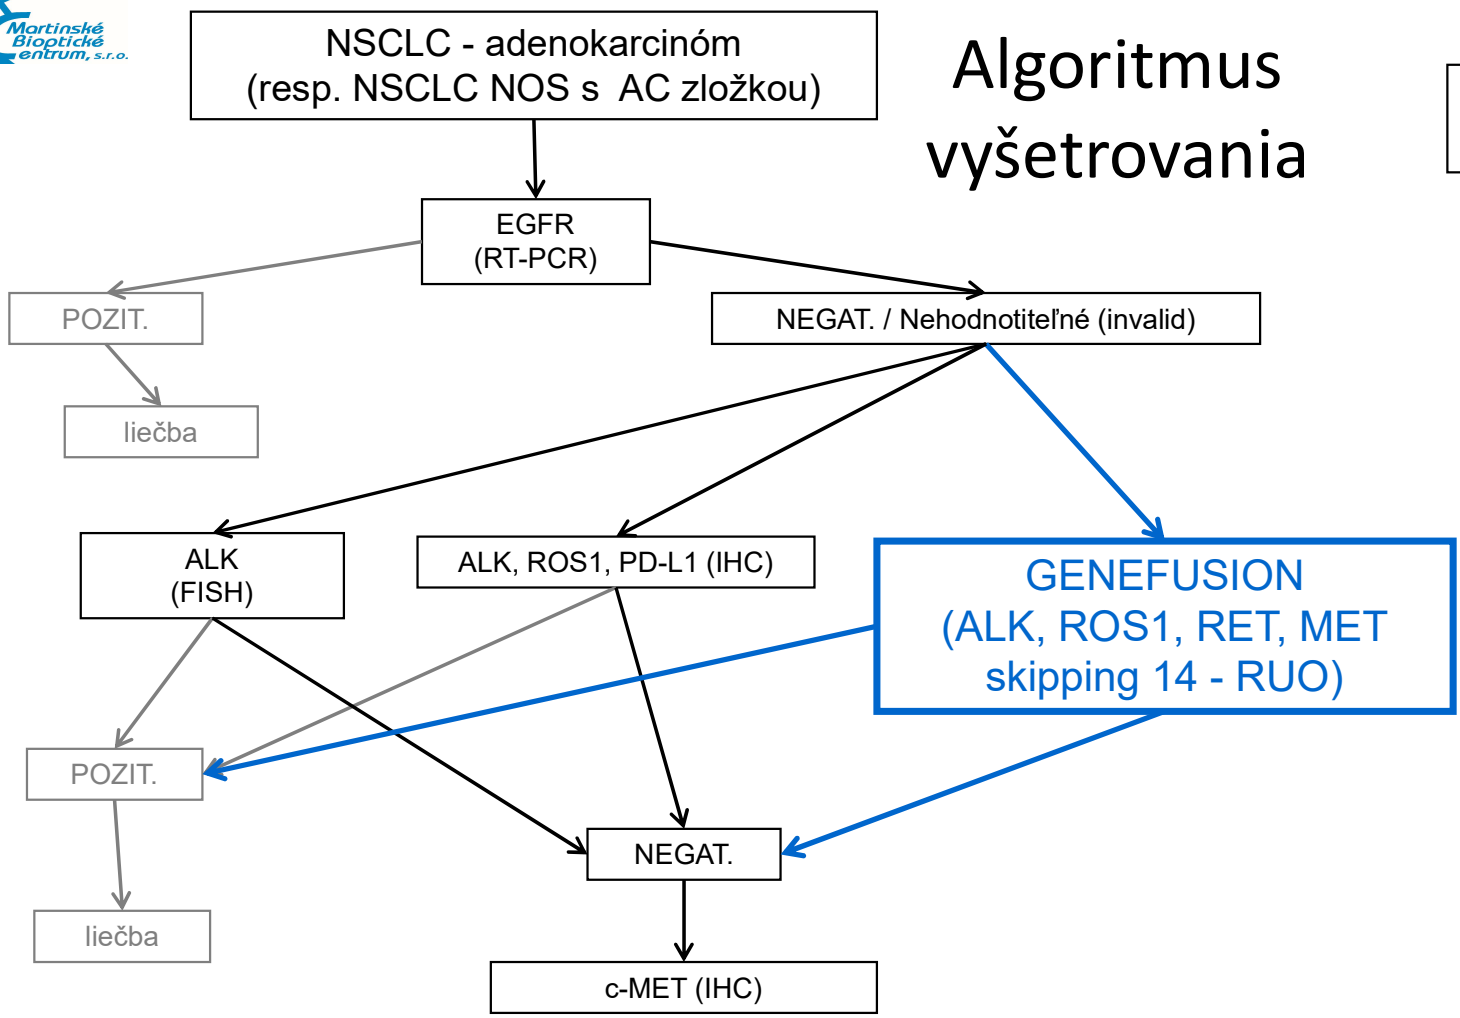 Martinské
Bioptické
entrum, s.r.o.
NSCLC - adenokarcinóm
(resp. NSCLC NOS s AC zložkou)
Algoritmus
vyšetrovania
EGFR
(RT-PCR)
POZIT.
NEGAT. / Nehodnotiteľné (invalid)
liečba
ALK
(FISH)
ALK, ROS1, PD-L1 (IHC)
GENEFUSION
(ALK, ROS1, RET, MET
skipping 14 - RUO)
POZIT.
NEGAT.
liečba
c-MET (IHC)